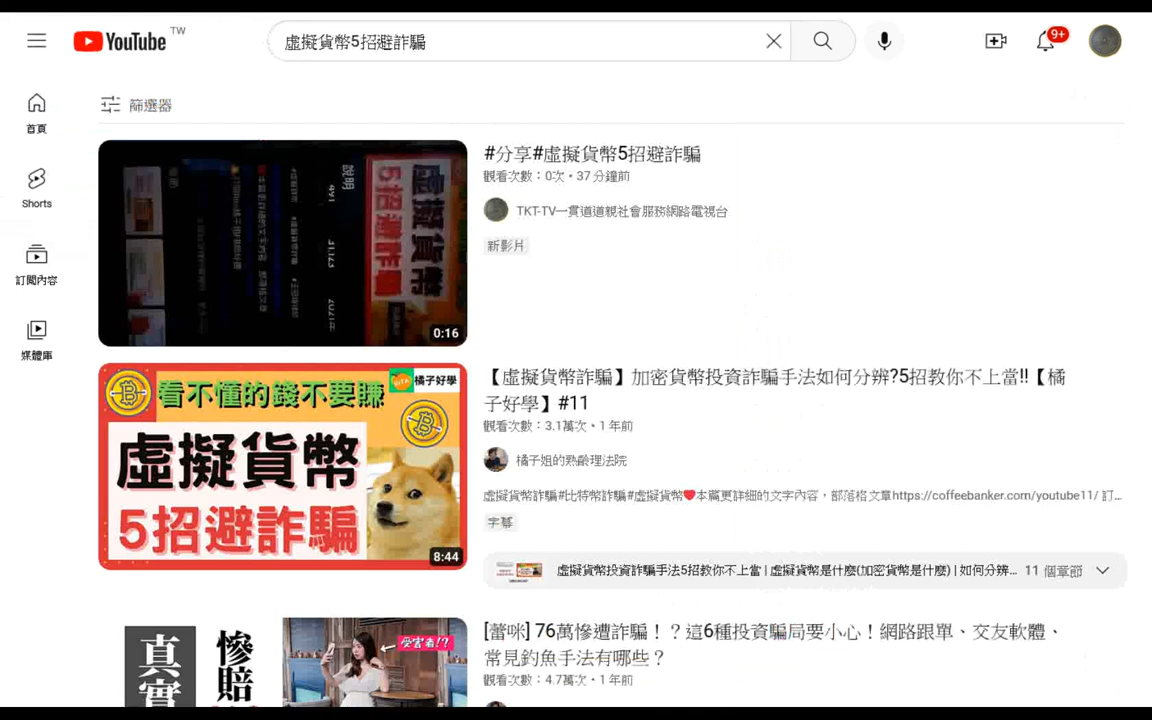 YouTube TW
虛擬貨幣5招避詐騙
9+
首頁
Shorts
訂閱內容
媒體庫
篩選器
虛擬貨幣
5招避詐騙
說明
0:16
#分享#虛擬貨幣5招避詐騙
觀看次數：0次・37 分鐘前
TKT-TV一貫道道親社會服務網路電視台
新影片
看不懂的錢不要賺
橘子好學
虛擬貨幣
5招避詐騙
8:44
【虛擬貨幣詐騙】加密貨幣投資詐騙手法如何分辨?5招教你不上當!!【橘
子好學】#11
觀看次數：3.1萬次・1 年前
橘子姐的熟齡理法院
虛擬貨幣詐騙#比特幣詐騙#虛擬貨幣❤本篇更詳細的文字內容，部落格文章https://coffeebanker.com/youtube11/ 訂...
字幕
虛擬貨幣投資詐騙手法5招教你不上當 | 虛擬貨幣是什麼(加密貨幣是什麼) | 如何分辨... 11 個章節
真實
慘賠
受害者!?
[蕾咪] 76萬慘遭詐騙！？這6種投資騙局要小心！網路跟單、交友軟體、
常見釣魚手法有哪些？
觀看次數：4.7萬次・1 年前